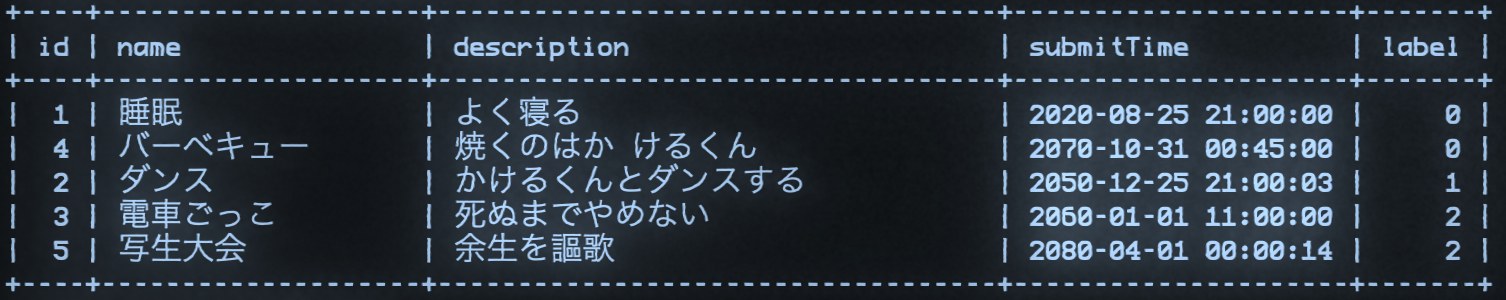 +----+--------------------+-----------------------------------+---------------------+-------+
| id | name | description | submitTime | label |
+----+--------------------+-----------------------------------+---------------------+-------+
| 1 | 睡眠 | よく寝る | 2020-08-25 21:00:00 | 0 |
| 4 | バーベキュー | 焼くのはか けるくん | 2070-10-31 00:45:00 | 0 |
| 2 | ダンス | かけるくんとダンスする | 2050-12-25 21:00:03 | 1 |
| 3 | 電車ごっこ | 死ぬまでやめない | 2060-01-01 11:00:00 | 2 |
| 5 | 写生大会 | 余生を謳歌 | 2080-04-01 00:00:14 | 2 |
+----+--------------------+-----------------------------------+---------------------+-------+